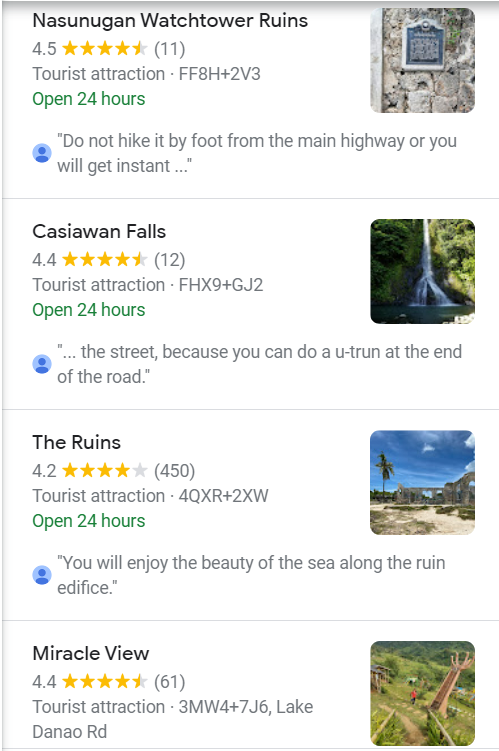 Nasunugan Watchtower Ruins
4.5 (11)
Tourist attraction · FF8H+2V3
Open 24 hours
"Do not hike it by foot from the main highway or you
will get instant ..."
Casiawan Falls
4.4 (12)
Tourist attraction · FHX9+GJ2
Open 24 hours
"... the street, because you can do a u-trun at the end
of the road."
The Ruins
4.2 (450)
Tourist attraction · 4QXR+2XW
Open 24 hours
"You will enjoy the beauty of the sea along the ruin
edifice."
Miracle View
4.4 (61)
Tourist attraction · 3MW4+7J6, Lake
Danao Rd